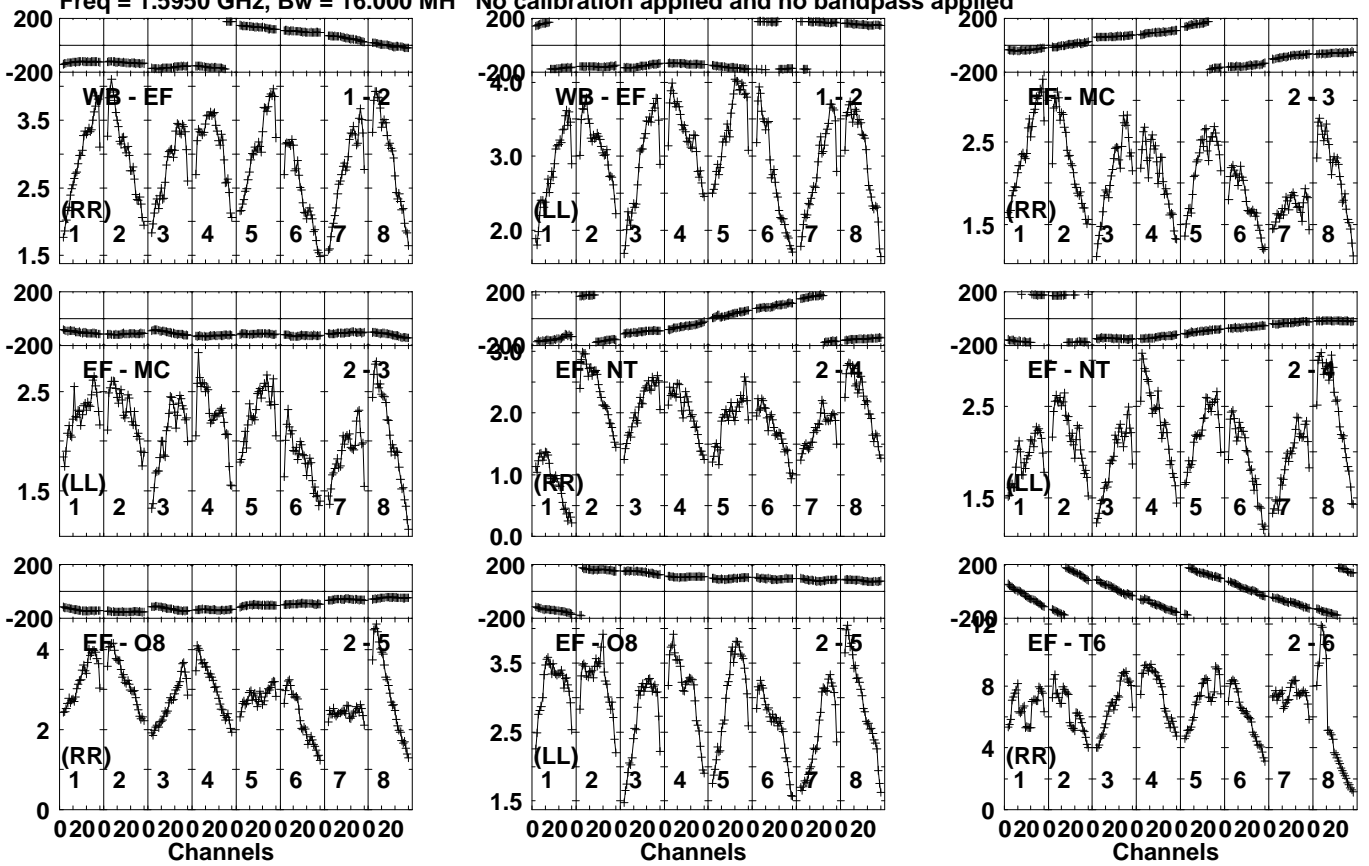 Freq = 1.5950 GHz, Bw = 16.000 MH No calibration applied and no bandpass applied
200 200 200
-200 -200 -200
WB - EF 1 - 2 4.0 WB - EF 1 - 2 EF - MC 2 - 3
3.5 3.0 2.5
2.5
(RR) (LL) (RR)
2.0 1.5
1 2 3 4 5 6 7 8 1 2 3 4 5 6 7 8 1 2 3 4 5 6 7 8
1.5
200 200 200
-200 -200 -200
3.0
EF - MC 2 - 3 EF - NT 2 - 4 EF - NT 2 - 4
2.5 2.0 2.5
1.5 1.0 1.5
(LL) (RR) (LL)
1 2 3 4 5 6 7 8 1 2 3 4 5 6 7 8 1 2 3 4 5 6 7 8
0.0
200 200 200
-200 -200 -200
12
EF - O8 2 - 5 EF - O8 2 - 5 EF - T6 2 - 6
4 3.5 8
2 2.5 4
(RR) (LL) (RR)
1 2 3 4 5 6 7 8 1 2 3 4 5 6 7 8 1 2 3 4 5 6 7 8
0 1.5 0
0 20 0 20 0 20 0 20 0 20 0 20 0 20 0 20 0 20 0 20 0 20 0 20 0 20 0 20 0 20 0 20 0 20 0 20 0 20 0 20 0 20 0 20 0 20 0 20
Channels Channels Channels